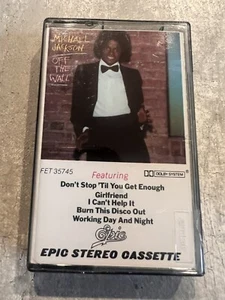 MICHAEL
JACKSON
OFF THE
WALL
FET 35745
Featuring
DOLBY SYSTEM
Don't Stop 'Til You Get Enough
Girlfriend
I Can't Help It
Burn This Disco Out
Working Day And Night
Epic
EPIC STEREO CASSETTE